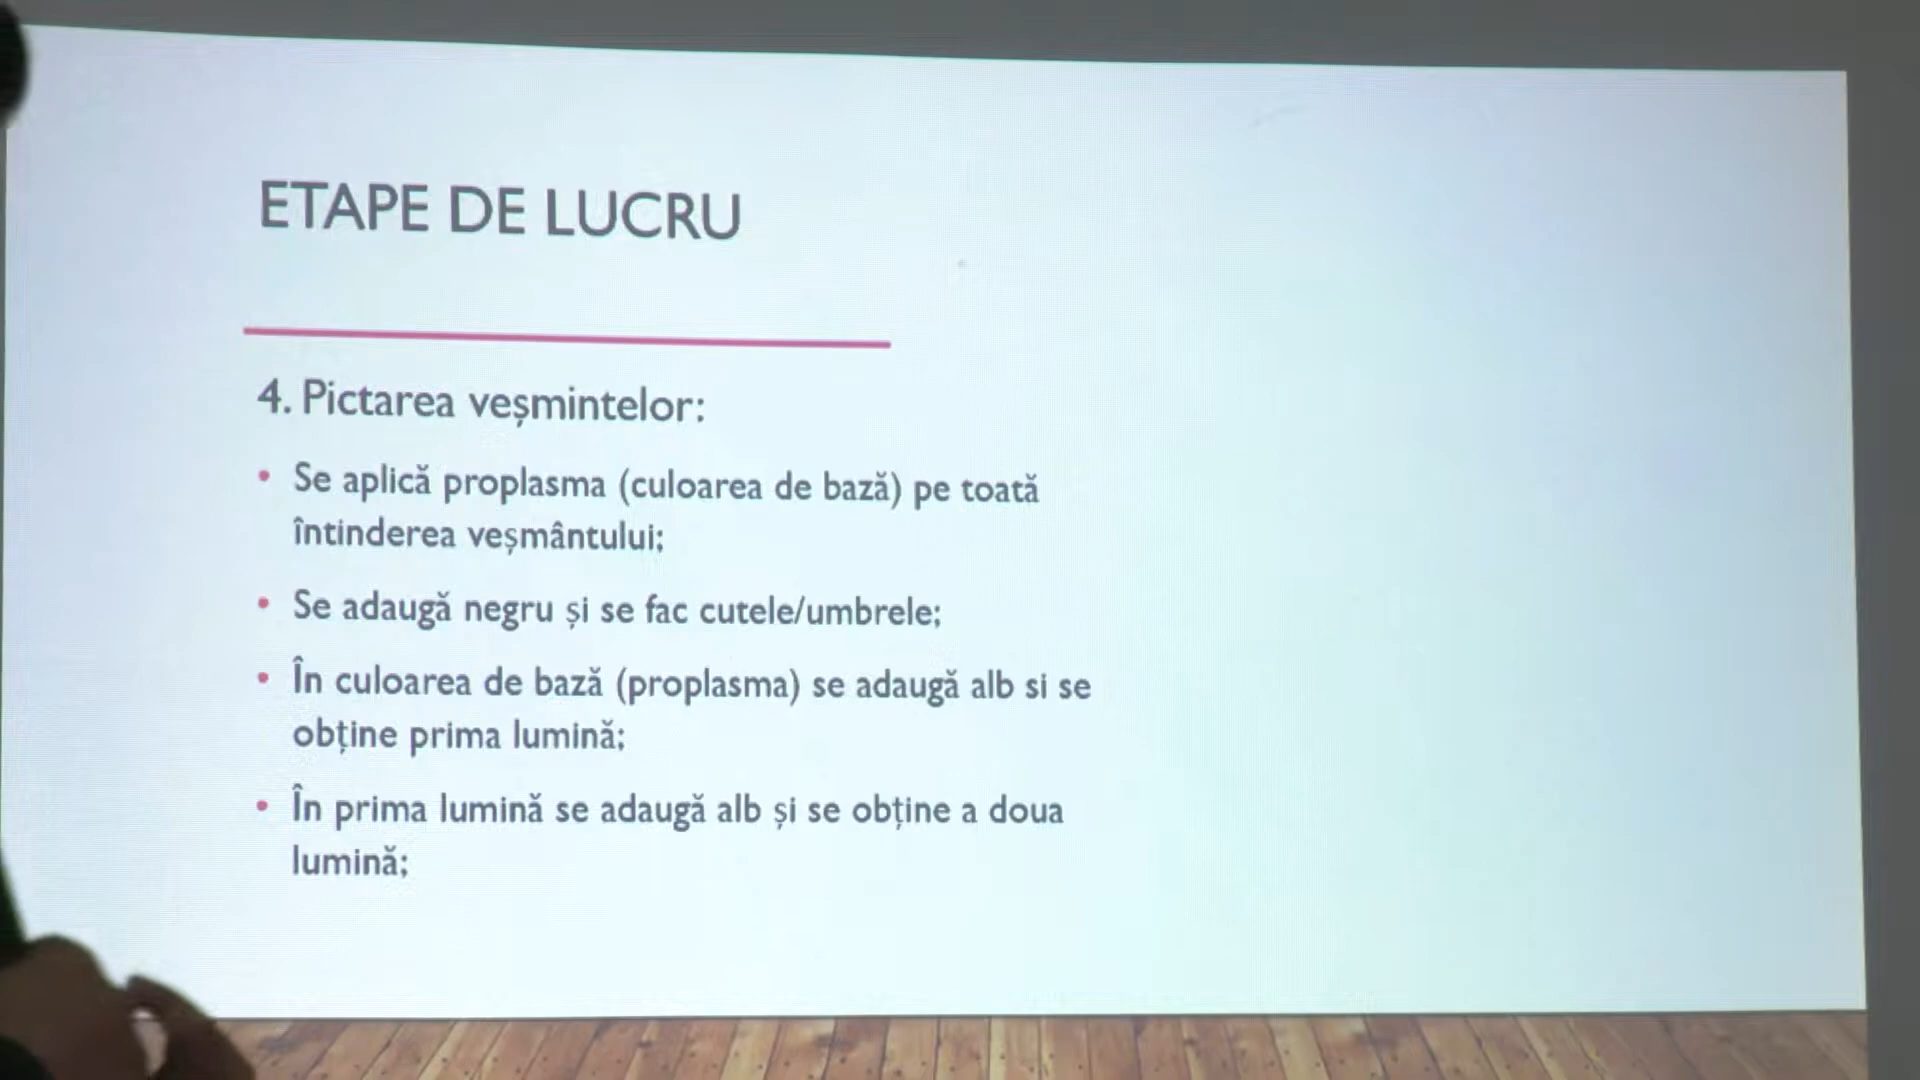 ETAPE DE LUCRU
4. Pictarea veșmintelor:
• Se aplică proplasma (culoarea de bază) pe toată
întinderea veșmântului;
• Se adaugă negru și se fac cutele/umbrele;
• În culoarea de bază (proplasma) se adaugă alb si se
obține prima lumină;
• În prima lumină se adaugă alb și se obține a doua
lumină;